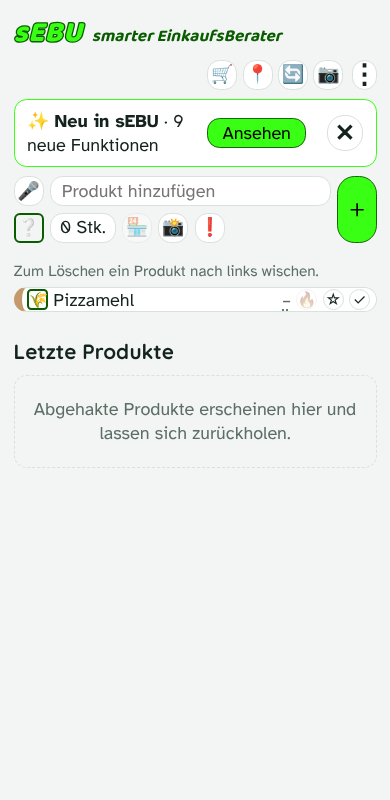 sEBU smarter EinkaufsBerater
✨ Neu in sEBU · 9
neue Funktionen
Ansehen
✕
Produkt hinzufügen
+
0 Stk.
Zum Löschen ein Produkt nach links wischen.
Pizzamehl
Letzte Produkte
Abgehakte Produkte erscheinen hier und
lassen sich zurückholen.